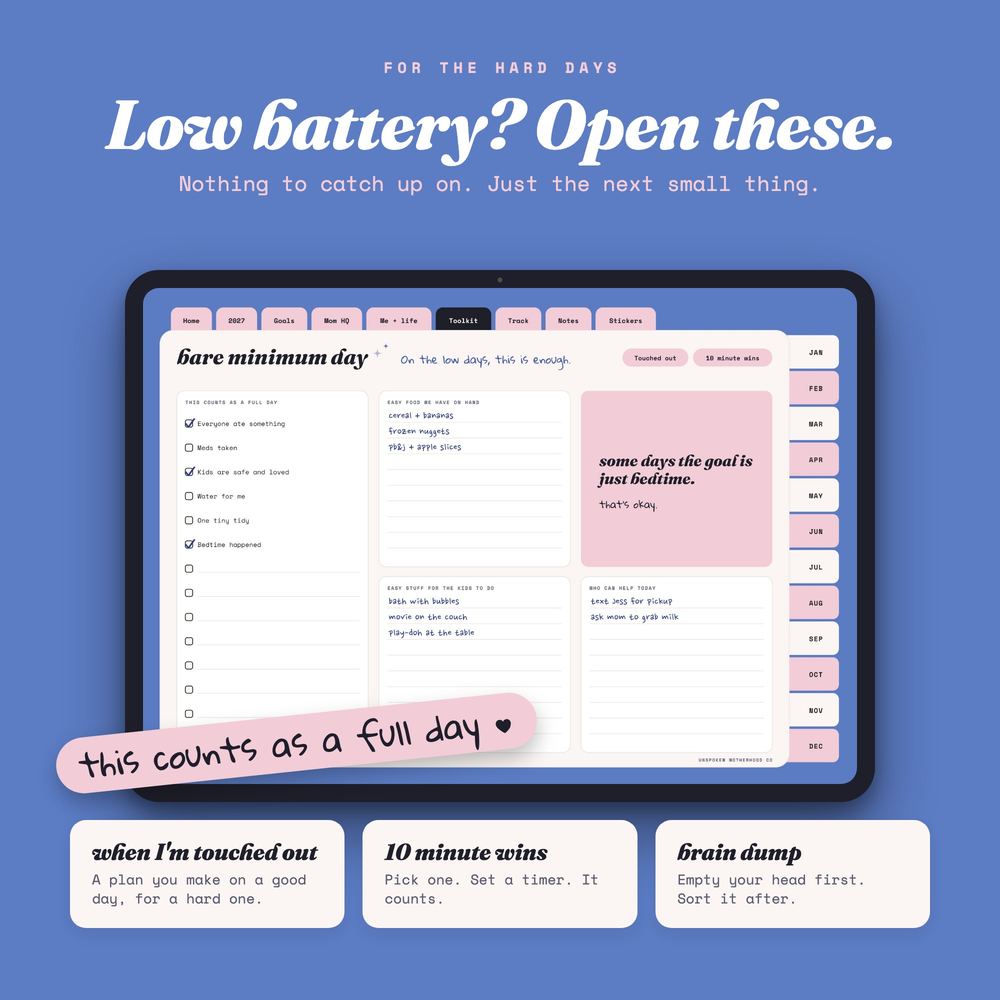 FOR THE HARD DAYS
Low battery? Open these.
Nothing to catch up on. Just the next small thing.
Home
2027
Goals
Mom HQ
Me + life
Toolkit
Track
Notes
Stickers
bare minimum day
On the low days, this is enough.
Touched out
10 minute wins
THIS COUNTS AS A FULL DAY
Everyone ate something
Meds taken
Kids are safe and loved
Water for me
One tiny tidy
Bedtime happened
EASY FOOD WE HAVE ON HAND
cereal + bananas
frozen nuggets
pb&j + apple slices
some days the goal is
just bedtime.
that's okay.
EASY STUFF FOR THE KIDS TO DO
bath with bubbles
movie on the couch
play-doh at the table
WHO CAN HELP TODAY
text Jess for pickup
ask mom to grab milk
UNSPOKEN MOTHERHOOD CO
JAN
FEB
MAR
APR
MAY
JUN
JUL
AUG
SEP
OCT
NOV
DEC
this counts as a full day ♥
when I'm touched out
A plan you make on a good
day, for a hard one.
10 minute wins
Pick one. Set a timer. It
counts.
brain dump
Empty your head first.
Sort it after.